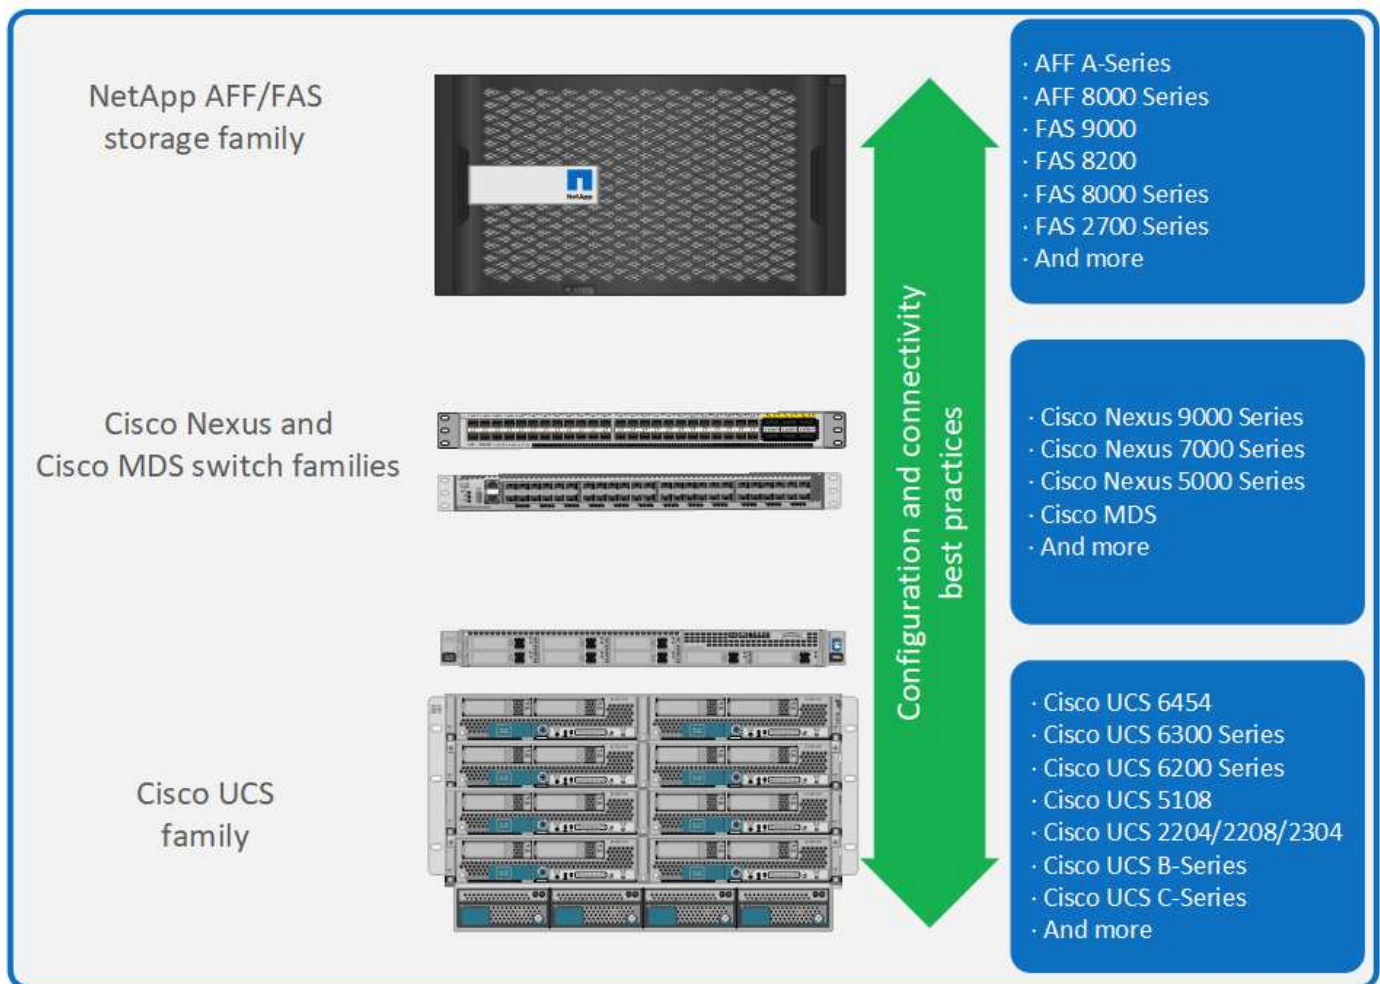 NetApp AFF/FAS
storage family
NetApp
· AFF A-Series
· AFF 8000 Series
· FAS 9000
· FAS 8200
· FAS 8000 Series
· FAS 2700 Series
· And more
Configuration and connectivity
best practices
Cisco Nexus and
Cisco MDS switch families
· Cisco Nexus 9000 Series
· Cisco Nexus 7000 Series
· Cisco Nexus 5000 Series
· Cisco MDS
· And more
Cisco UCS
family
· Cisco UCS 6454
· Cisco UCS 6300 Series
· Cisco UCS 6200 Series
· Cisco UCS 5108
· Cisco UCS 2204/2208/2304
· Cisco UCS B-Series
· Cisco UCS C-Series
· And more